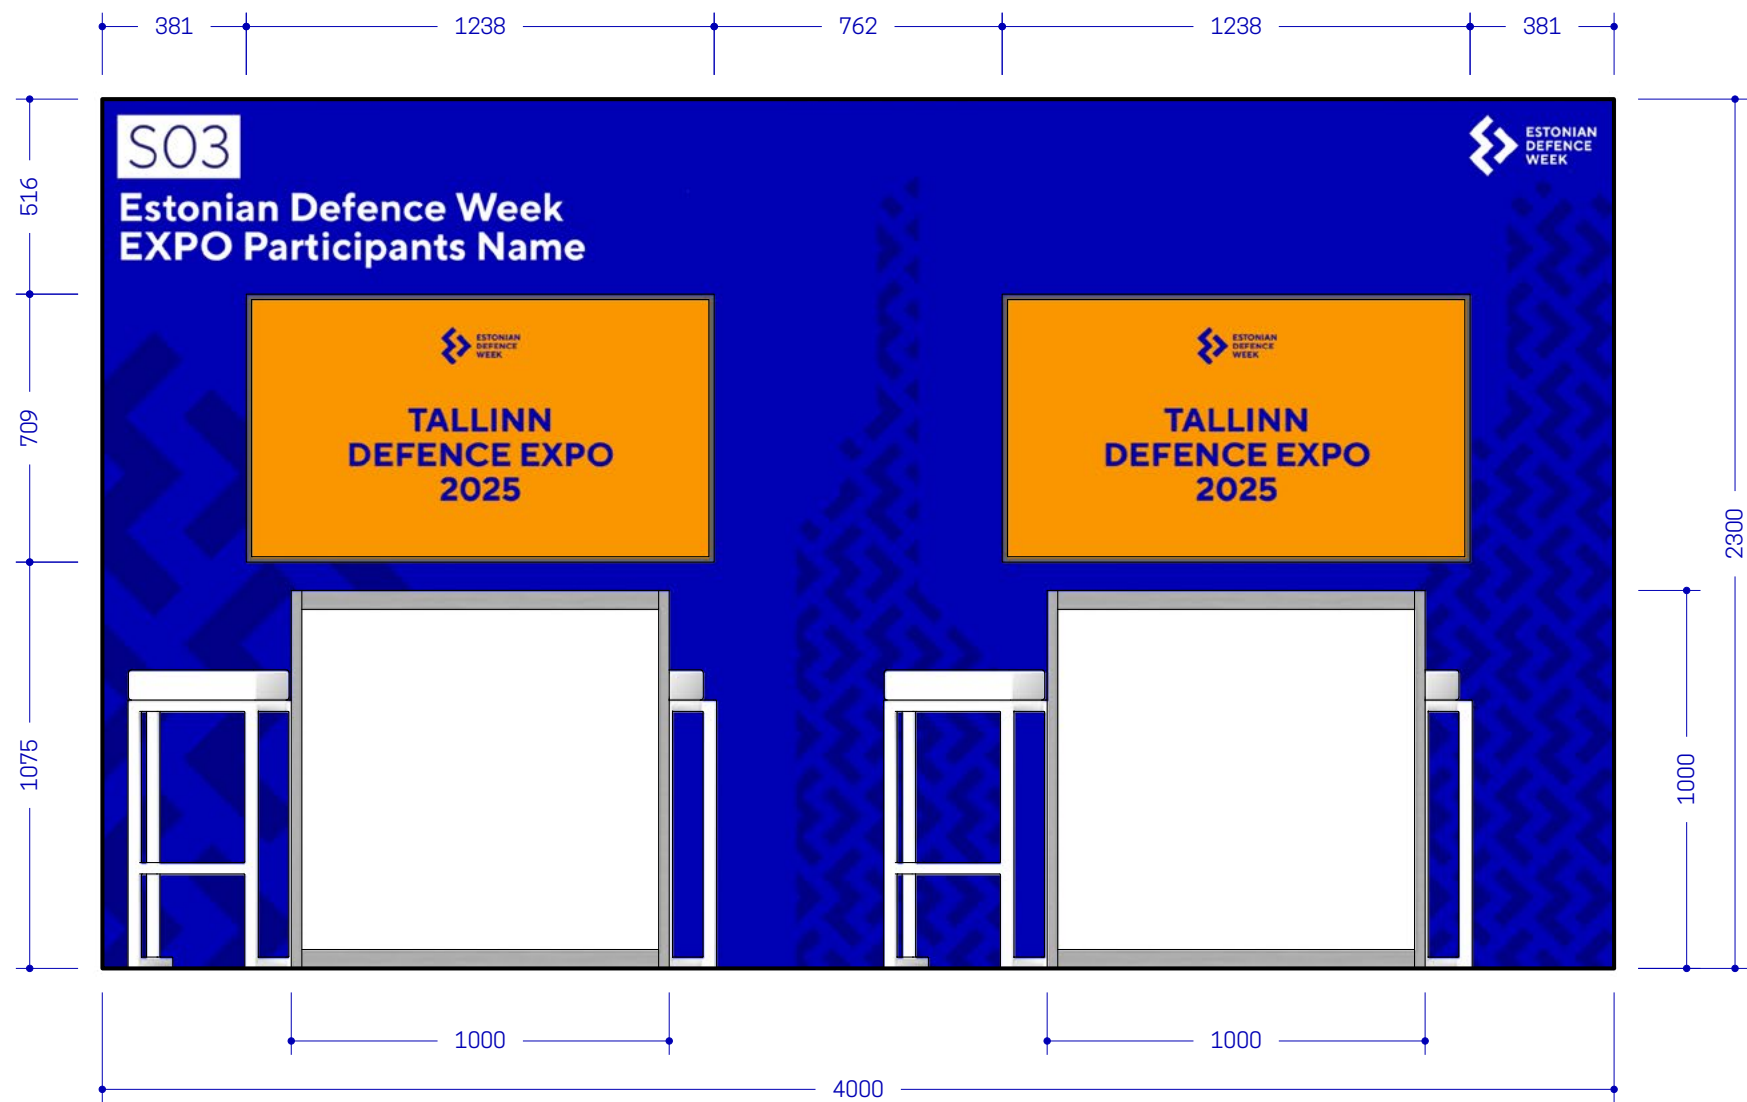 381
1238
762
1238
381
516
709
1075
S03
Estonian Defence Week
EXPO Participants Name
ESTONIAN
DEFENCE
WEEK
ESTONIAN
DEFENCE
WEEK
TALLINN
DEFENCE EXPO
2025
ESTONIAN
DEFENCE
WEEK
TALLINN
DEFENCE EXPO
2025
2300
1000
1000
1000
4000